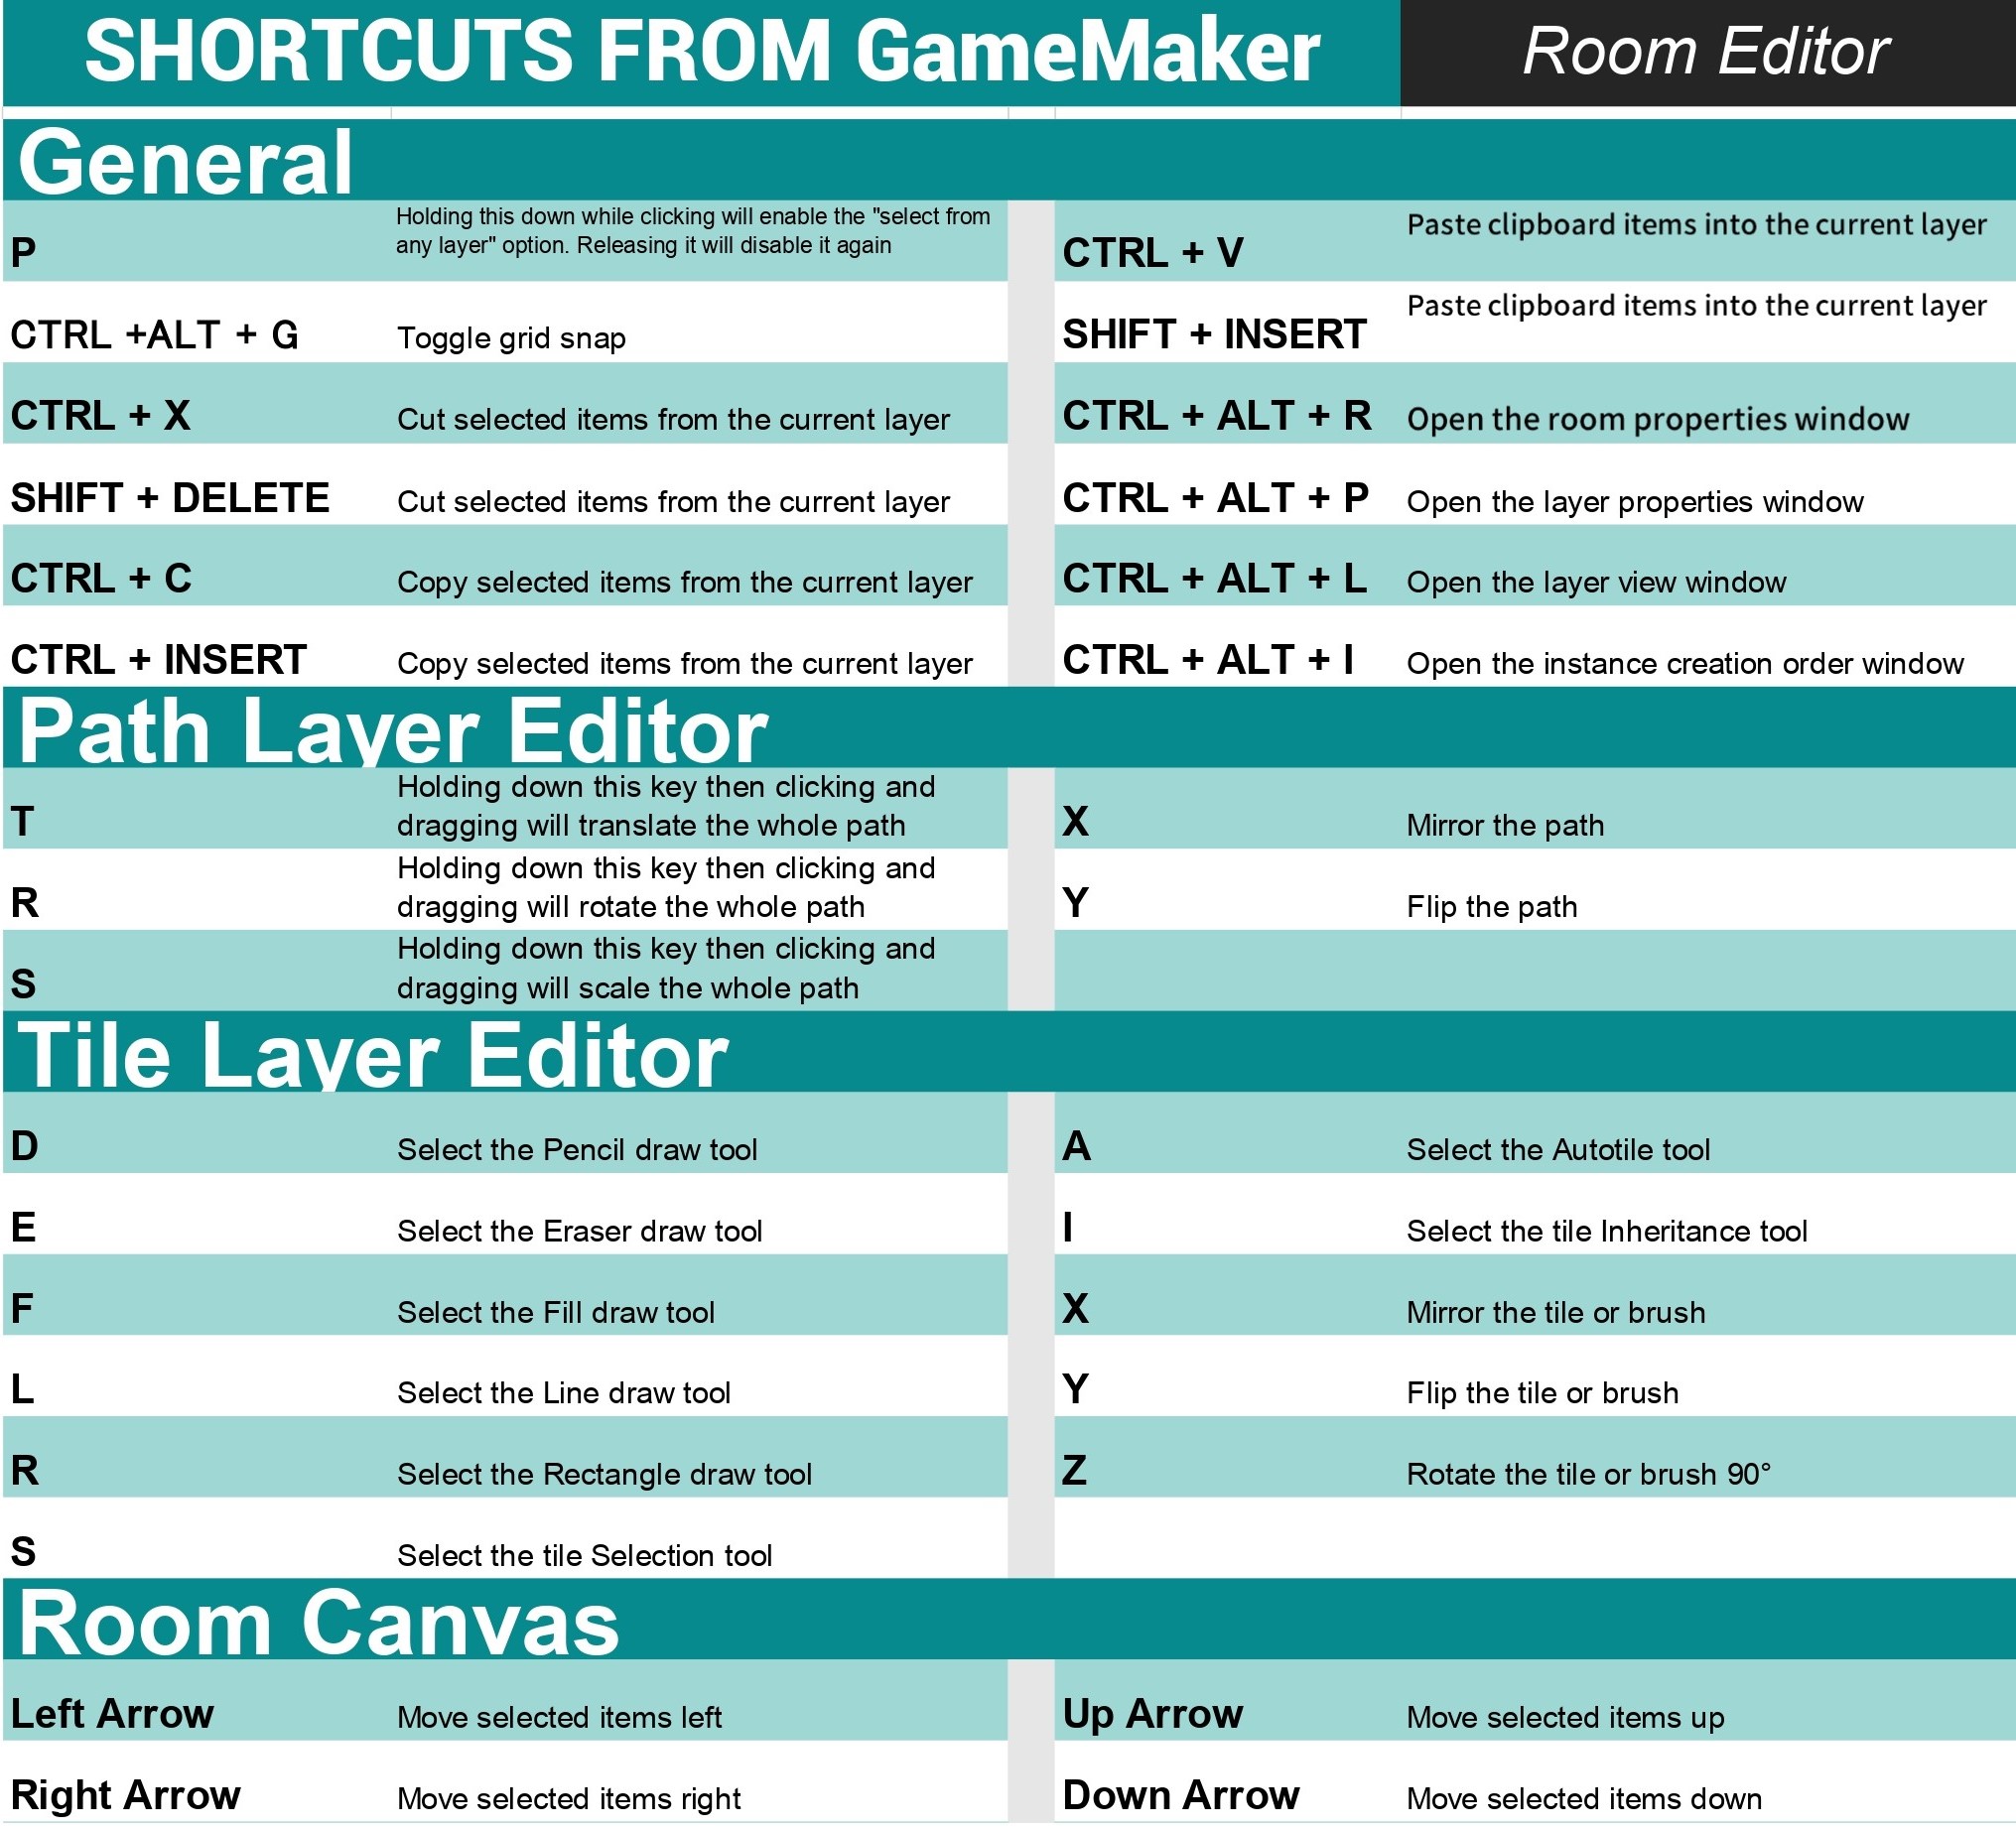 SHORTCUTS FROM GameMaker
Room Editor
General
P
Holding this down while clicking will enable the "select from
any layer" option. Releasing it will disable it again
CTRL + V
Paste clipboard items into the current layer
CTRL +ALT + G
Toggle grid snap
SHIFT + INSERT
Paste clipboard items into the current layer
CTRL + X
Cut selected items from the current layer
CTRL + ALT + R
Open the room properties window
SHIFT + DELETE
Cut selected items from the current layer
CTRL + ALT + P
Open the layer properties window
CTRL + C
Copy selected items from the current layer
CTRL + ALT + L
Open the layer view window
CTRL + INSERT
Copy selected items from the current layer
CTRL + ALT + I
Open the instance creation order window
Path Layer Editor
T
Holding down this key then clicking and
dragging will translate the whole path
X
Mirror the path
R
Holding down this key then clicking and
dragging will rotate the whole path
Y
Flip the path
S
Holding down this key then clicking and
dragging will scale the whole path
Tile Layer Editor
D
Select the Pencil draw tool
A
Select the Autotile tool
E
Select the Eraser draw tool
I
Select the tile Inheritance tool
F
Select the Fill draw tool
X
Mirror the tile or brush
L
Select the Line draw tool
Y
Flip the tile or brush
R
Select the Rectangle draw tool
Z
Rotate the tile or brush 90°
S
Select the tile Selection tool
Room Canvas
Left Arrow
Move selected items left
Up Arrow
Move selected items up
Right Arrow
Move selected items right
Down Arrow
Move selected items down